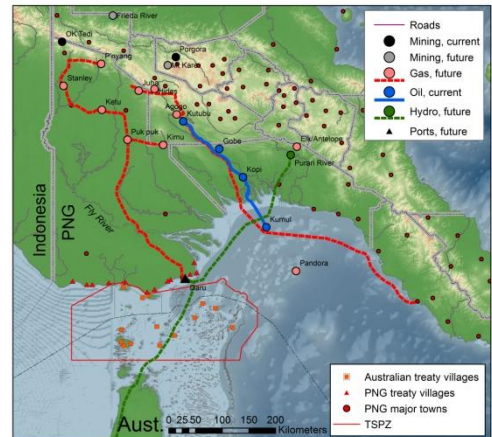 Frieda River
OK Tedi
Porgora
Mt Kare
P'nyang
Stanley
Juha
Hides
Agogo
Kutubu
Ketu
Puk puk
Kimu
Gobe
Elk/Antelope
Purari River
Kopi
Kumul
Pandora
Indonesia
PNG
Fly River
Daru
Aust.
0 25 50 100 150 200
Kilometers
Roads
Mining, current
Mining, future
Gas, future
Oil, current
Hydro, future
Ports, future
Australian treaty villages
PNG treaty villages
PNG major towns
TSPZ